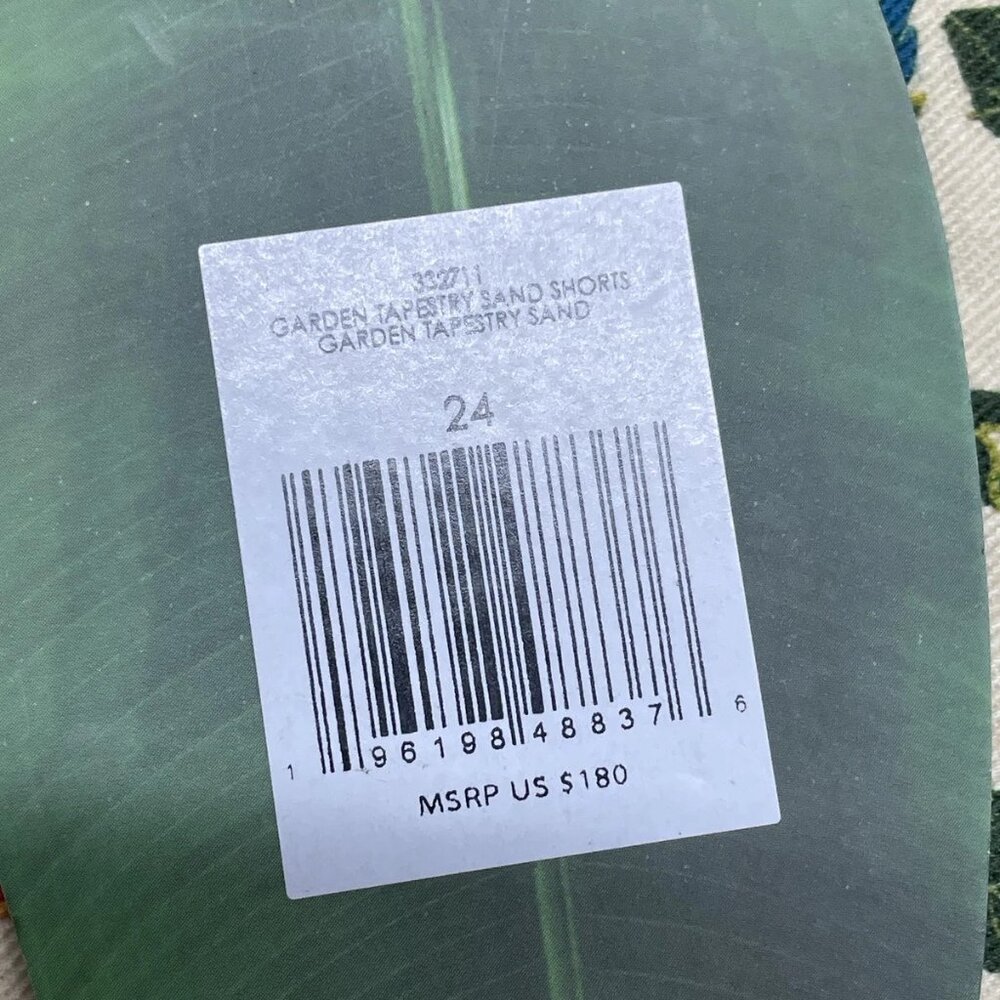 332711
GARDEN TAPESTRY SAND SHORTS
GARDEN TAPESTRY SAND
24
1 96198 48837 6
MSRP US $180